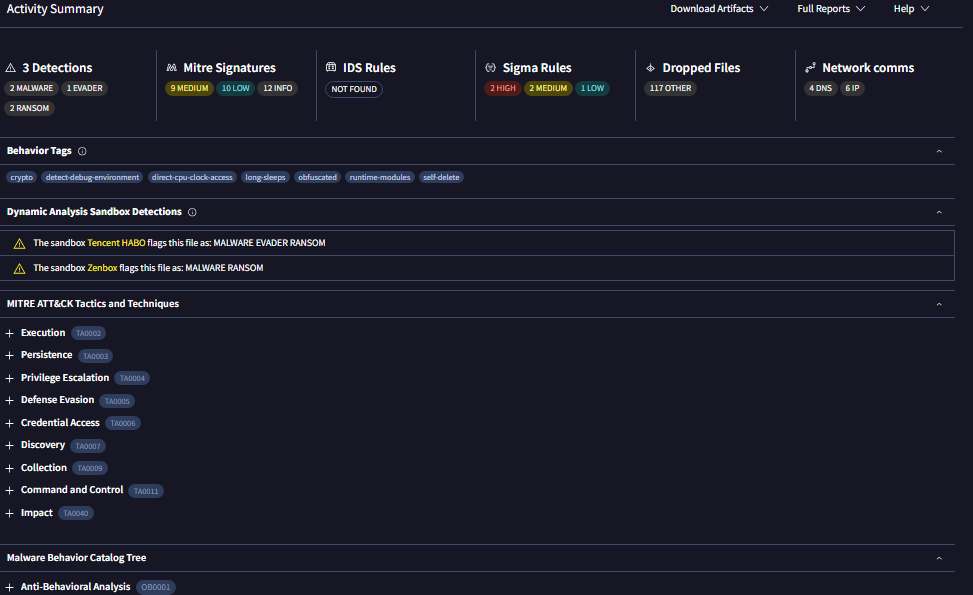 Activity Summary Download Artifacts Full Reports Help
3 Detections Mitre Signatures IDS Rules Sigma Rules Dropped Files Network comms
2 MALWARE 1 EVADER 9 MEDIUM 10 LOW 12 INFO NOT FOUND 2 HIGH 2 MEDIUM 1 LOW 117 OTHER 4 DNS 6 IP
2 RANSOM
Behavior Tags
crypto detect-debug-environment direct-cpu-clock-access long-sleeps obfuscated runtime-modules self-delete
Dynamic Analysis Sandbox Detections
The sandbox Tencent HABO flags this file as: MALWARE EVADER RANSOM
The sandbox Zenbox flags this file as: MALWARE RANSOM
MITRE ATT&CK Tactics and Techniques
Execution TA0002
Persistence TA0003
Privilege Escalation TA0004
Defense Evasion TA0005
Credential Access TA0006
Discovery TA0007
Collection TA0009
Command and Control TA0011
Impact TA0040
Malware Behavior Catalog Tree
Anti-Behavioral Analysis OB0001